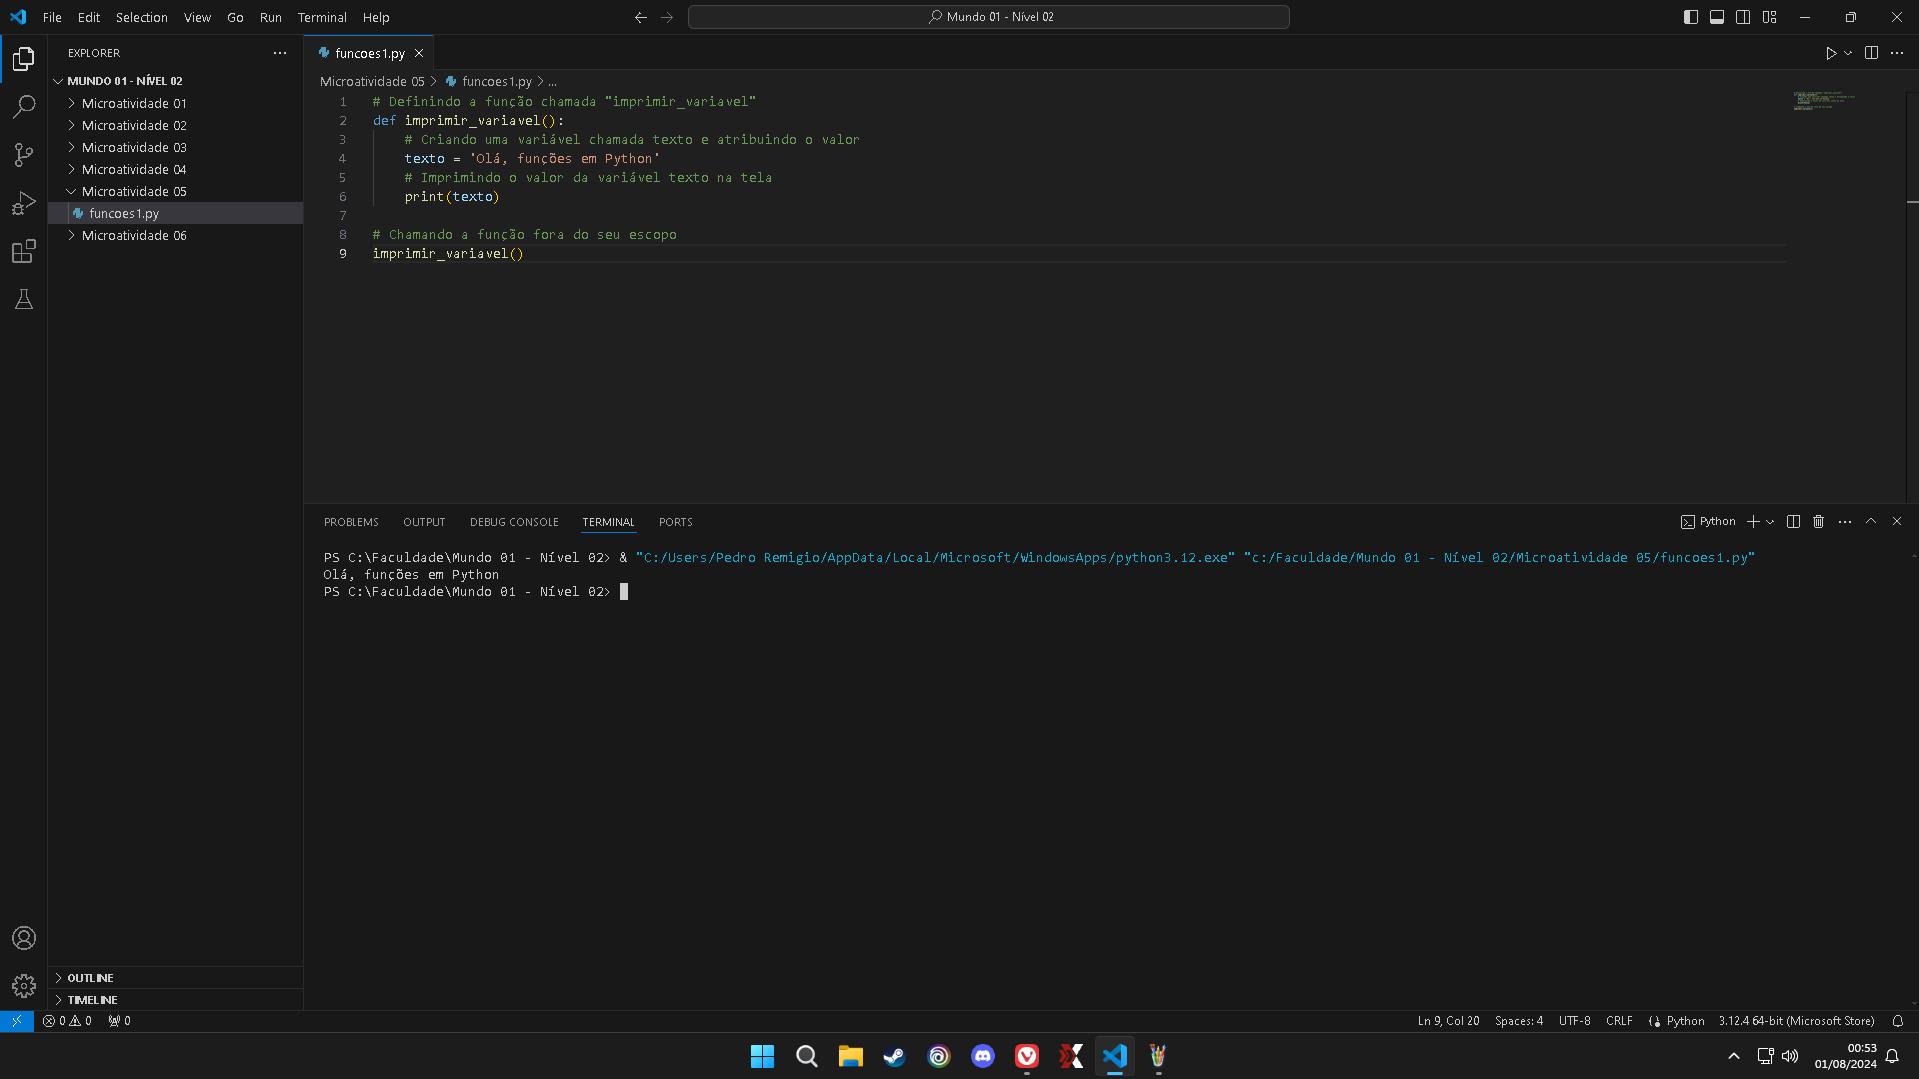 File Edit Selection View Go Run Terminal Help
Mundo 01 - Nível 02
EXPLORER
MUNDO 01 - NÍVEL 02
Microatividade 01
Microatividade 02
Microatividade 03
Microatividade 04
Microatividade 05
funcoes1.py
Microatividade 06
OUTLINE
TIMELINE
funcoes1.py
Microatividade 05 > funcoes1.py > ...
1 # Definindo a função chamada "imprimir_variavel"
2 def imprimir_variavel():
3 # Criando uma variável chamada texto e atribuindo o valor
4 texto = 'Olá, funções em Python'
5 # Imprimindo o valor da variável texto na tela
6 print(texto)
7
8 # Chamando a função fora do seu escopo
9 imprimir_variavel()
PROBLEMS OUTPUT DEBUG CONSOLE TERMINAL PORTS
Python
PS C:\Faculdade\Mundo 01 - Nível 02> & "C:/Users/Pedro Remigio/AppData/Local/Microsoft/WindowsApps/python3.12.exe" "c:/Faculdade/Mundo 01 - Nível 02/Microatividade 05/funcoes1.py"
Olá, funções em Python
PS C:\Faculdade\Mundo 01 - Nível 02>
0 0 0
Ln 9, Col 20 Spaces: 4 UTF-8 CRLF Python 3.12.4 64-bit (Microsoft Store)
00:53
01/08/2024